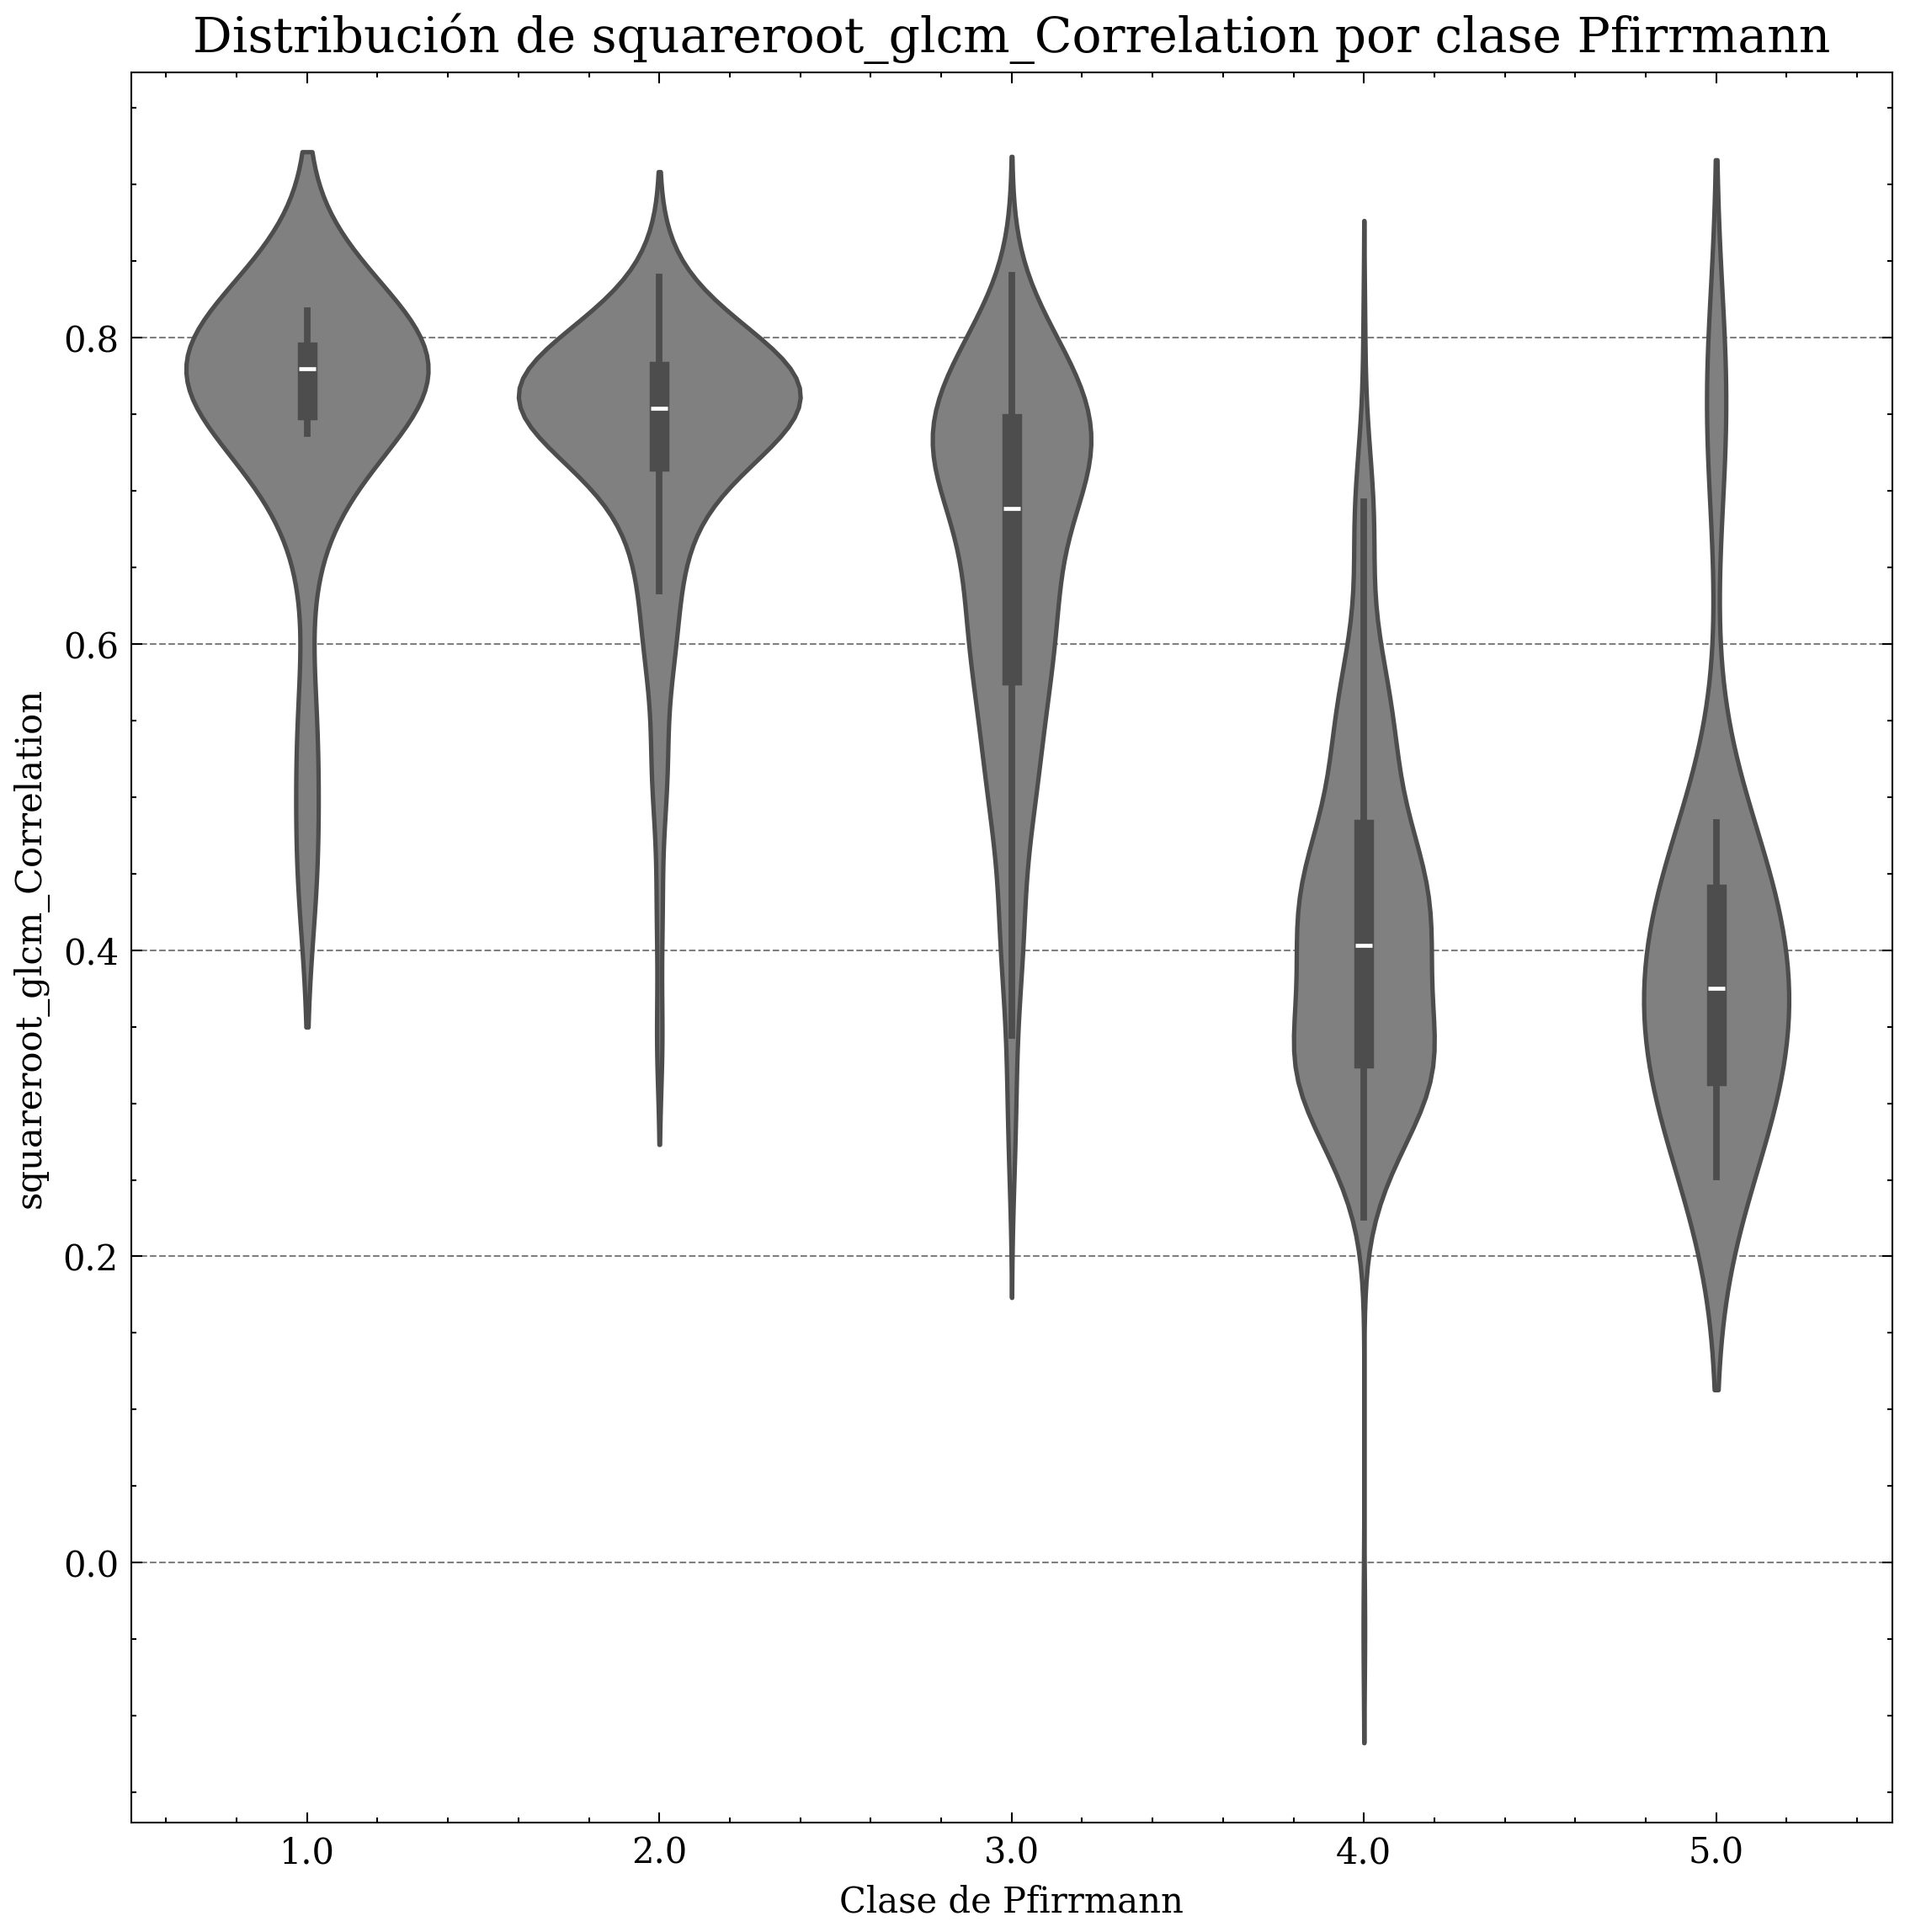 Distribución de squareroot_glcm_Correlation por clase Pfirrmann
squareroot_glcm_Correlation
0.8
0.6
0.4
0.2
0.0
1.0 2.0 3.0 4.0 5.0
Clase de Pfirrmann